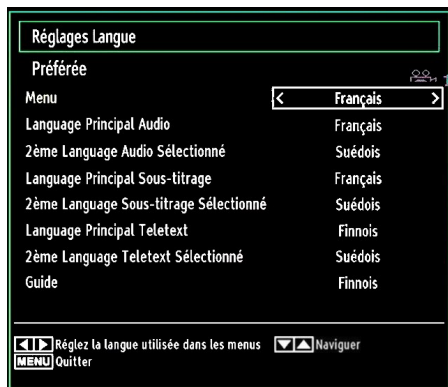 Réglages Langue
Préférée
Menu < Français >
Language Principal Audio Français
2ème Language Audio Sélectionné Suédois
Language Principal Sous-titrage Français
2ème Language Sous-titrage Sélectionné Suédois
Language Principal Teletext Finnois
2ème Language Teletext Sélectionné Suédois
Guide Finnois
Réglez la langue utilisée dans les menus Naviguer
MENU Quitter